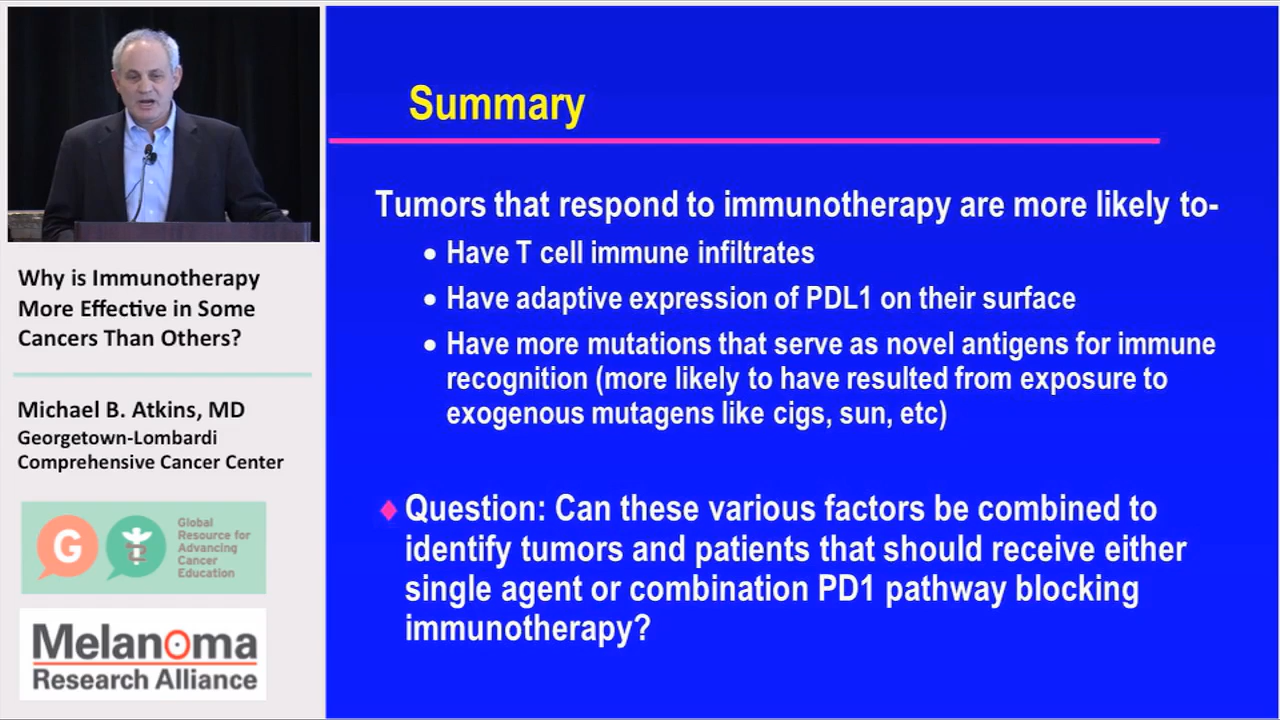 Why is Immunotherapy
More Effective in Some
Cancers Than Others?
Michael B. Atkins, MD
Georgetown-Lombardi
Comprehensive Cancer Center
G
Global
Resource for
Advancing
Cancer
Education
Melanoma
Research Alliance
Summary
Tumors that respond to immunotherapy are more likely to-
• Have T cell immune infiltrates
• Have adaptive expression of PDL1 on their surface
• Have more mutations that serve as novel antigens for immune
recognition (more likely to have resulted from exposure to
exogenous mutagens like cigs, sun, etc)
♦ Question: Can these various factors be combined to
identify tumors and patients that should receive either
single agent or combination PD1 pathway blocking
immunotherapy?